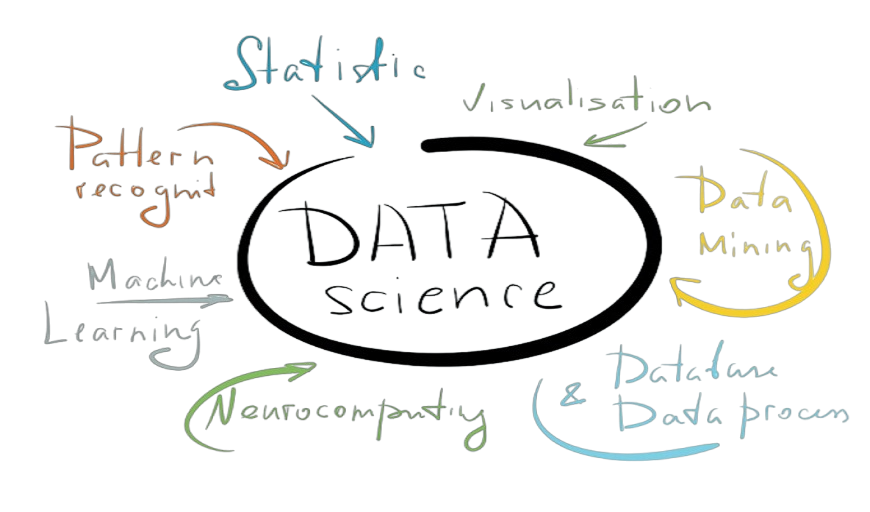 Statistic
Visualisation
Pattern
recognit
Data
Mining
DATA
science
Machine
Learning
Neurocomputing
& Database
Data process